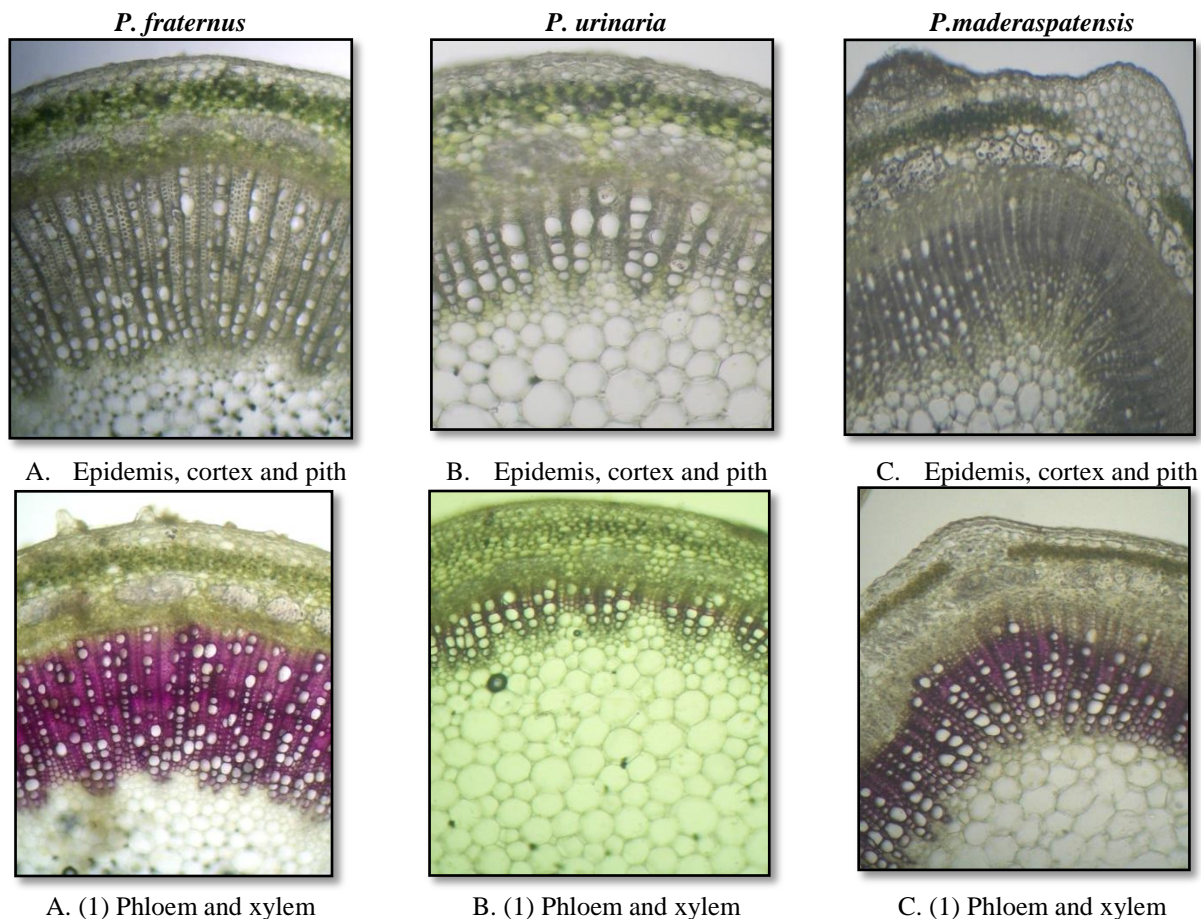 P. fraternus P. urinaria P.maderaspatensis
A. Epidemis, cortex and pith B. Epidemis, cortex and pith C. Epidemis, cortex and pith
A. (1) Phloem and xylem B. (1) Phloem and xylem C. (1) Phloem and xylem